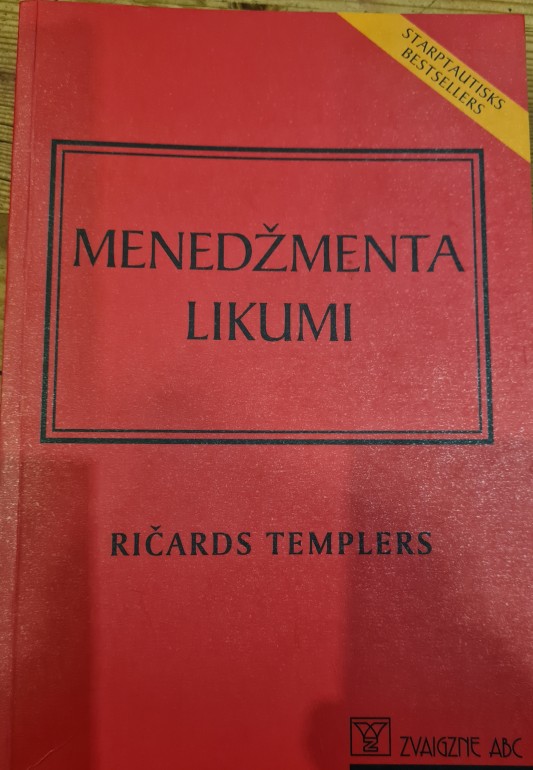 STARPTAUTISKS
BESTSELLERS
MENEDŽMENTA
LIKUMI
RIČARDS TEMPLERS
ZVAIGZNE ABC